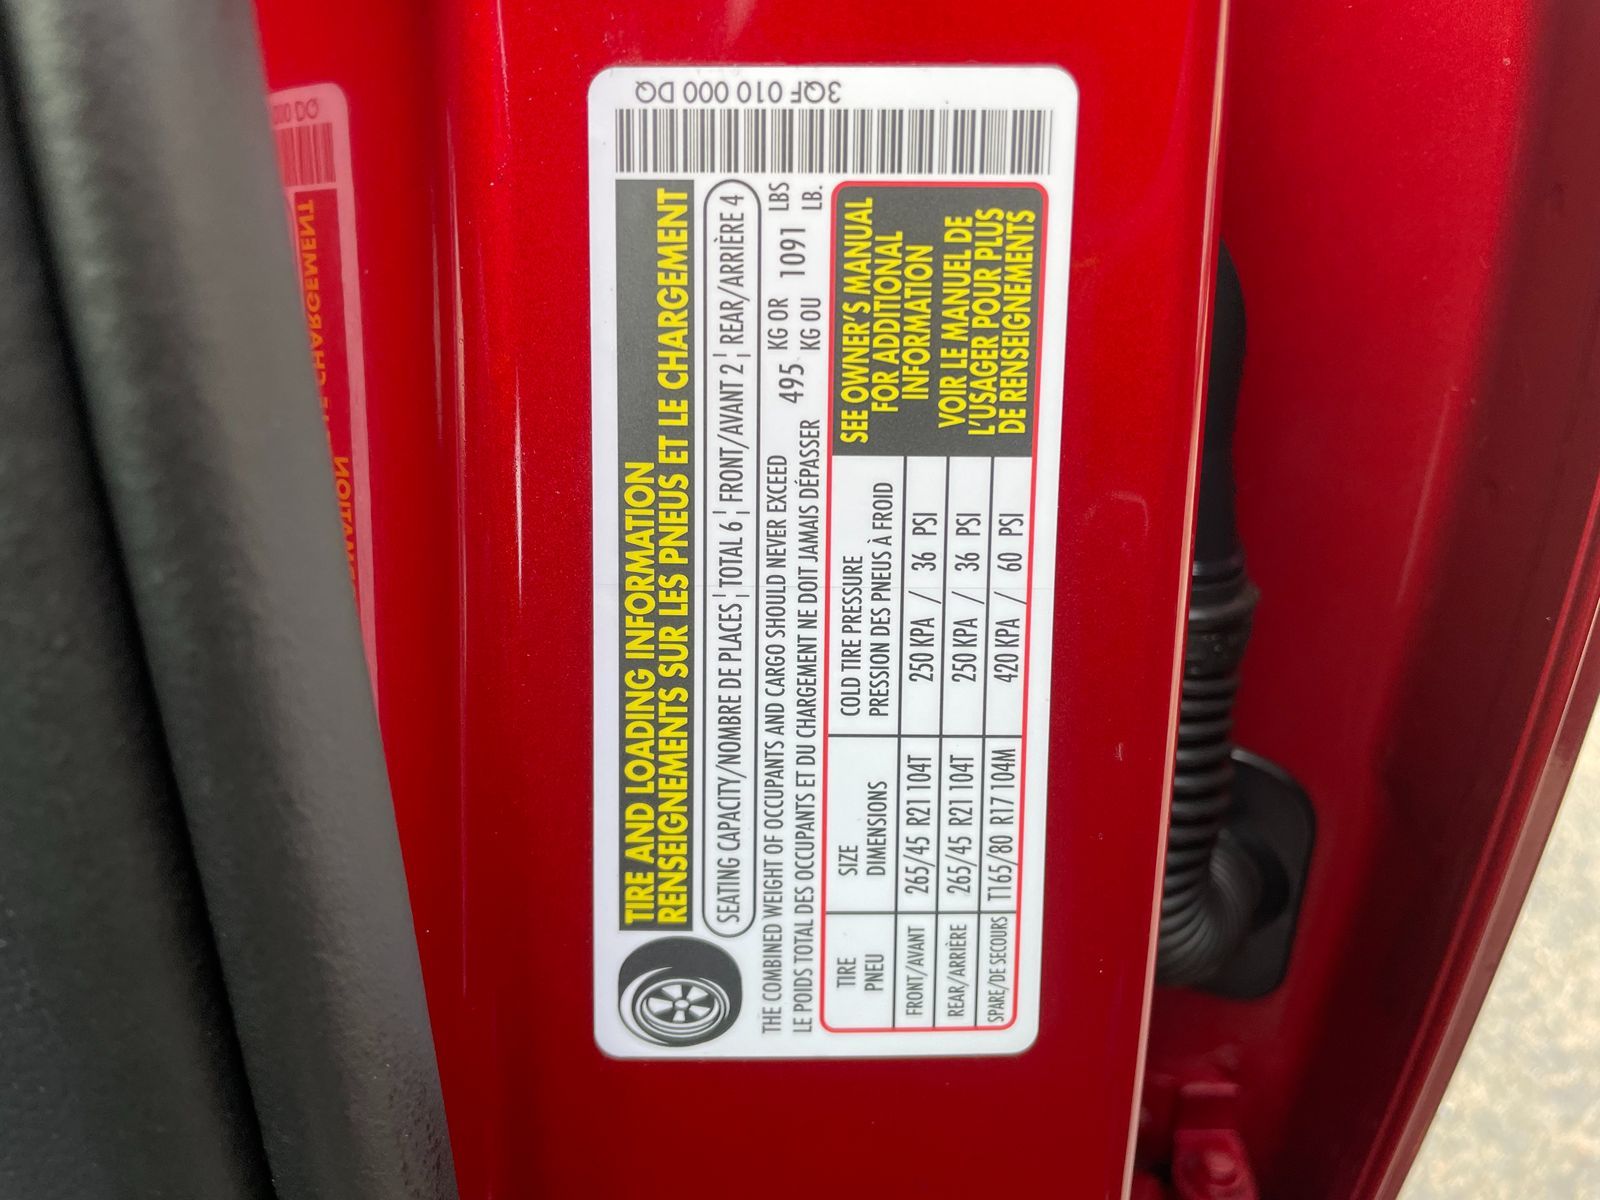 3QF 010 000 DQ
TIRE AND LOADING INFORMATION
RENSEIGNEMENTS SUR LES PNEUS ET LE CHARGEMENT
SEATING CAPACITY/NOMBRE DE PLACES ¦ TOTAL 6 ¦ FRONT/AVANT 2 ¦ REAR/ARRIÈRE 4
THE COMBINED WEIGHT OF OCCUPANTS AND CARGO SHOULD NEVER EXCEED 495 KG OR 1091 LBS
LE POIDS TOTAL DES OCCUPANTS ET DU CHARGEMENT NE DOIT JAMAIS DÉPASSER KG OU LB.
TIRE SIZE COLD TIRE PRESSURE
PNEU DIMENSIONS PRESSION DES PNEUS À FROID
FRONT/AVANT 265/45 R21 104T 250 KPA / 36 PSI
REAR/ARRIÈRE 265/45 R21 104T 250 KPA / 36 PSI
SPARE/DE SECOURS T165/80 R17 104M 420 KPA / 60 PSI
SEE OWNER'S MANUAL
FOR ADDITIONAL
INFORMATION
VOIR LE MANUEL DE
L'USAGER POUR PLUS
DE RENSEIGNEMENTS